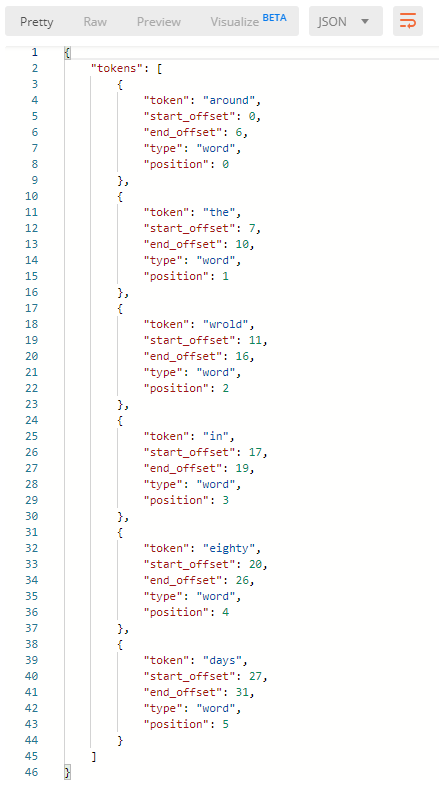 Pretty Raw Preview Visualize BETA JSON
1 {
2 "tokens": [
3 {
4 "token": "around",
5 "start_offset": 0,
6 "end_offset": 6,
7 "type": "word",
8 "position": 0
9 },
10 {
11 "token": "the",
12 "start_offset": 7,
13 "end_offset": 10,
14 "type": "word",
15 "position": 1
16 },
17 {
18 "token": "wrold",
19 "start_offset": 11,
20 "end_offset": 16,
21 "type": "word",
22 "position": 2
23 },
24 {
25 "token": "in",
26 "start_offset": 17,
27 "end_offset": 19,
28 "type": "word",
29 "position": 3
30 },
31 {
32 "token": "eighty",
33 "start_offset": 20,
34 "end_offset": 26,
35 "type": "word",
36 "position": 4
37 },
38 {
39 "token": "days",
40 "start_offset": 27,
41 "end_offset": 31,
42 "type": "word",
43 "position": 5
44 }
45 ]
46 }